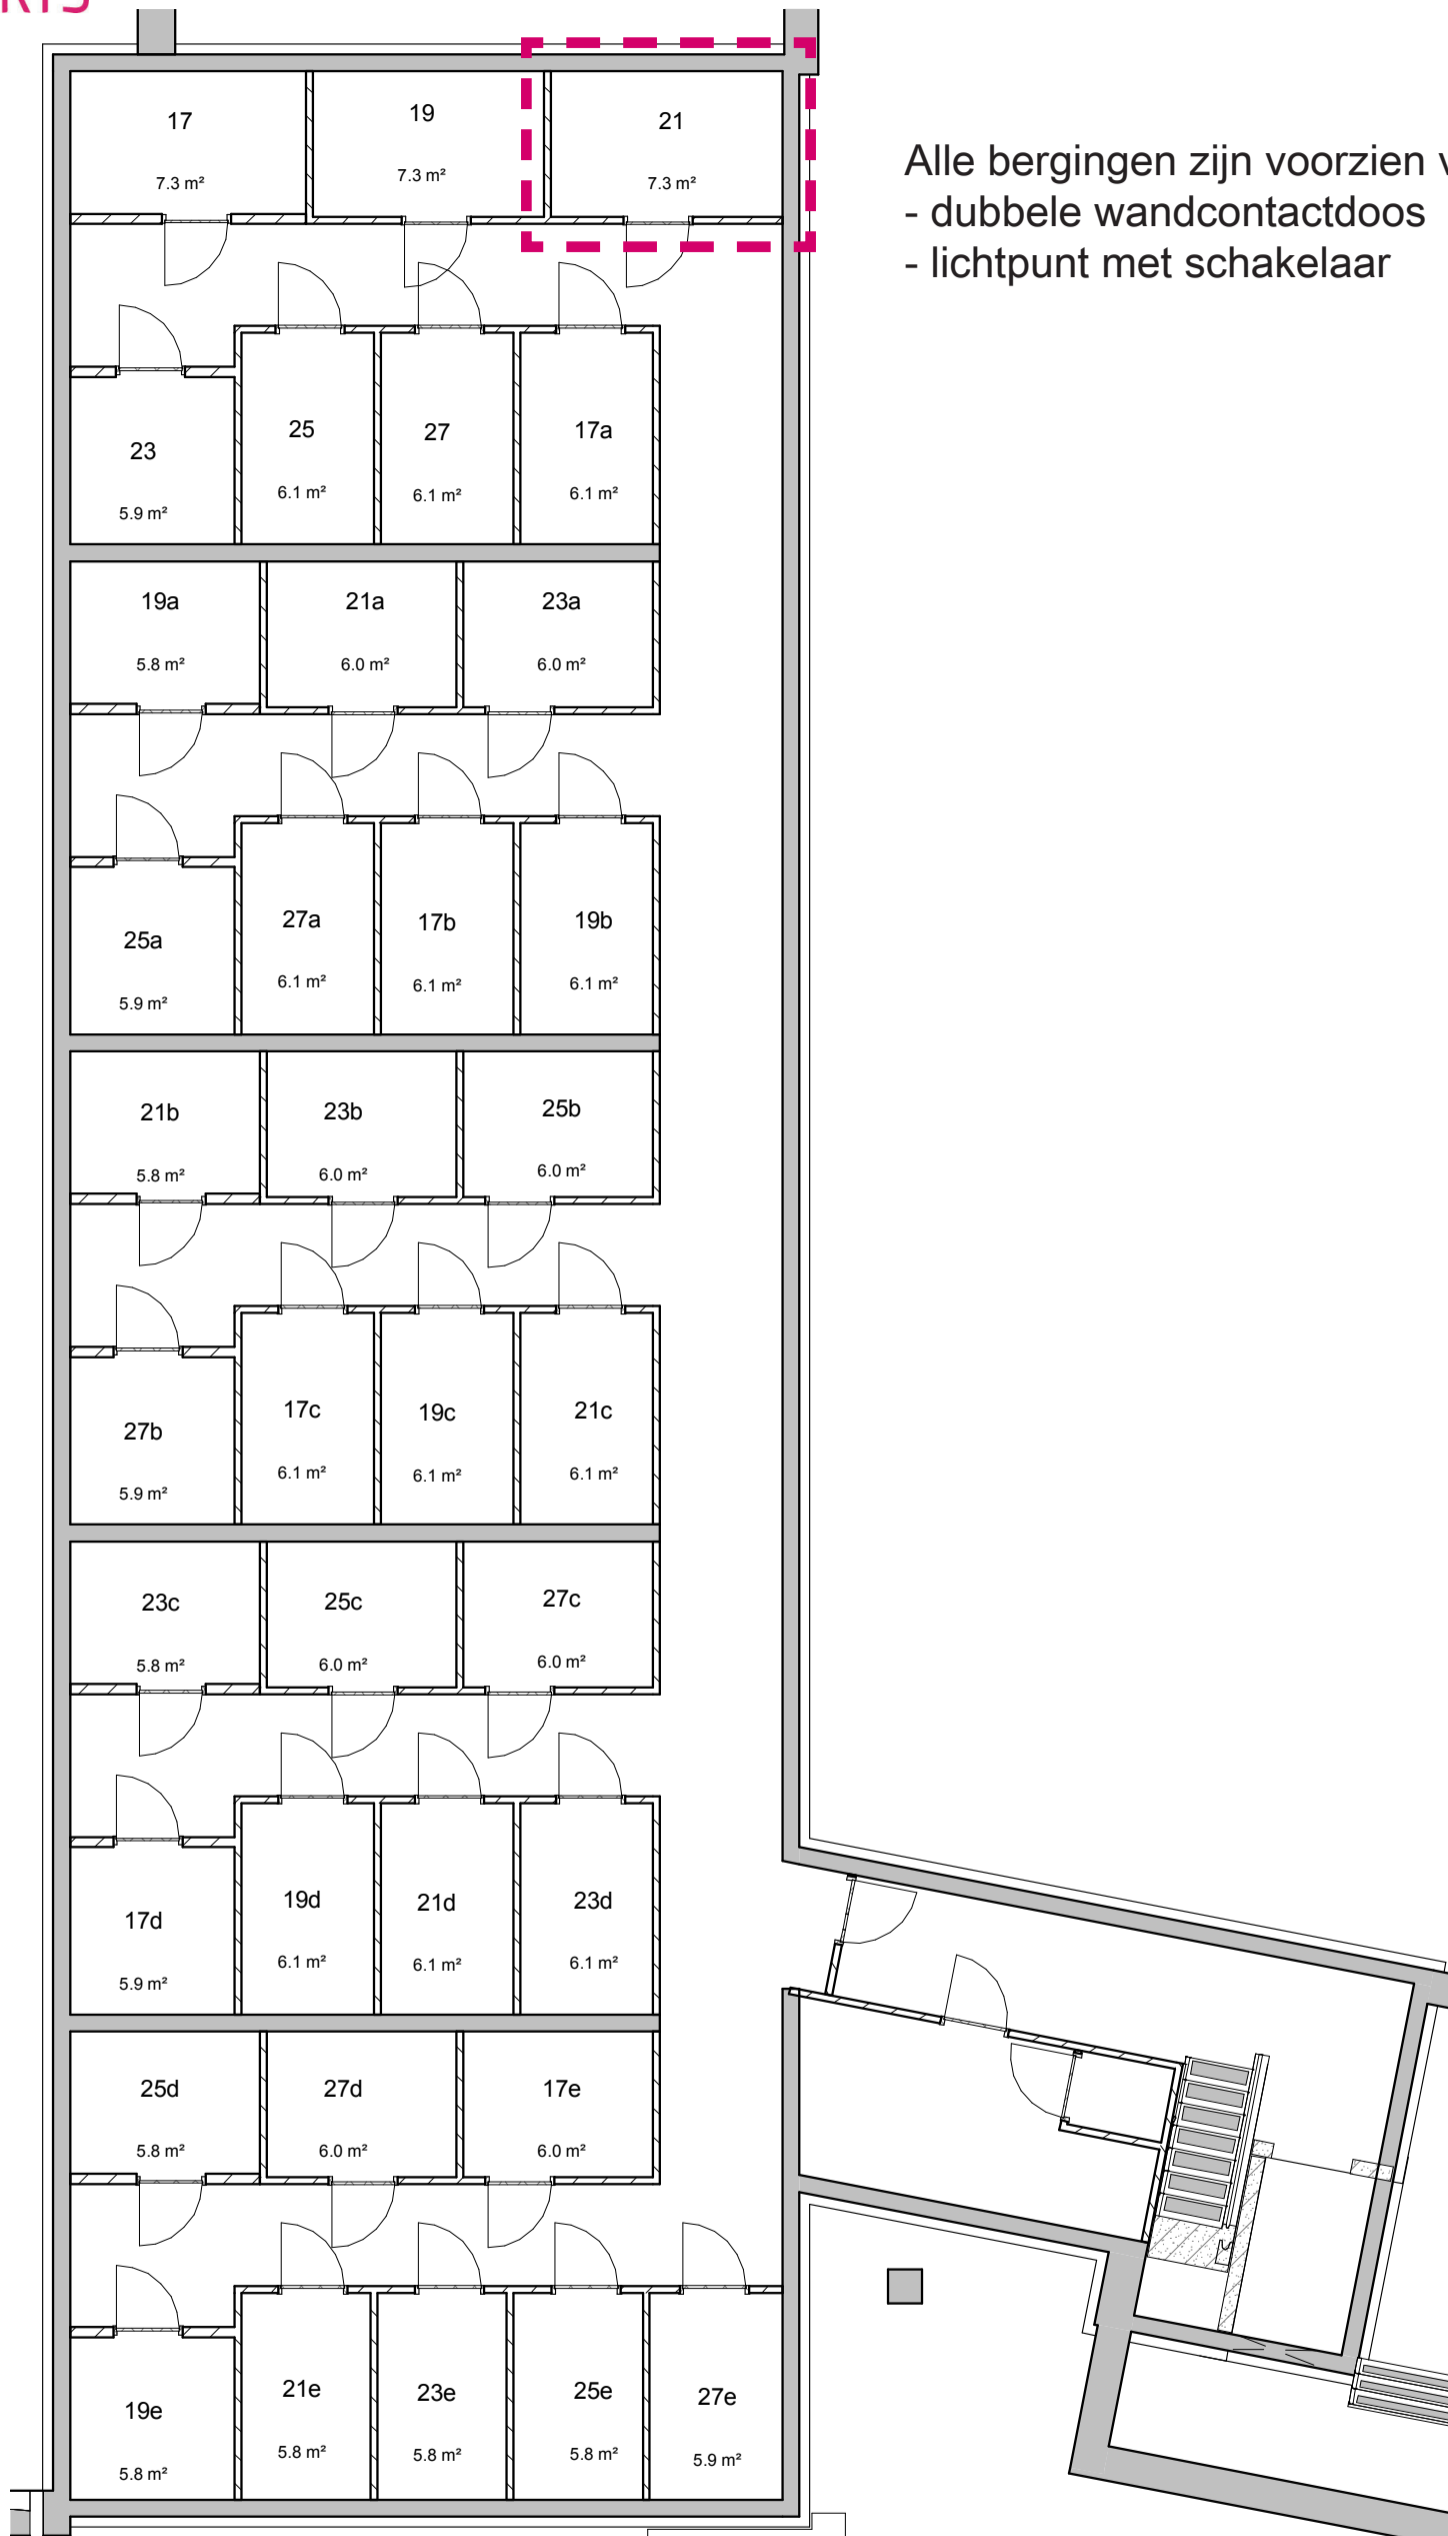 17
7.3 m²
19
7.3 m²
21
7.3 m²
Alle bergingen zijn voorzien
- dubbele wandcontactdoos
- lichtpunt met schakelaar
23
5.9 m²
25
6.1 m²
27
6.1 m²
17a
6.1 m²
19a
5.8 m²
21a
6.0 m²
23a
6.0 m²
25a
5.9 m²
27a
6.1 m²
17b
6.1 m²
19b
6.1 m²
21b
5.8 m²
23b
6.0 m²
25b
6.0 m²
27b
5.9 m²
17c
6.1 m²
19c
6.1 m²
21c
6.1 m²
23c
5.8 m²
25c
6.0 m²
27c
6.0 m²
17d
5.9 m²
19d
6.1 m²
21d
6.1 m²
23d
6.1 m²
25d
5.8 m²
27d
6.0 m²
17e
6.0 m²
19e
5.8 m²
21e
5.8 m²
23e
5.8 m²
25e
5.8 m²
27e
5.9 m²